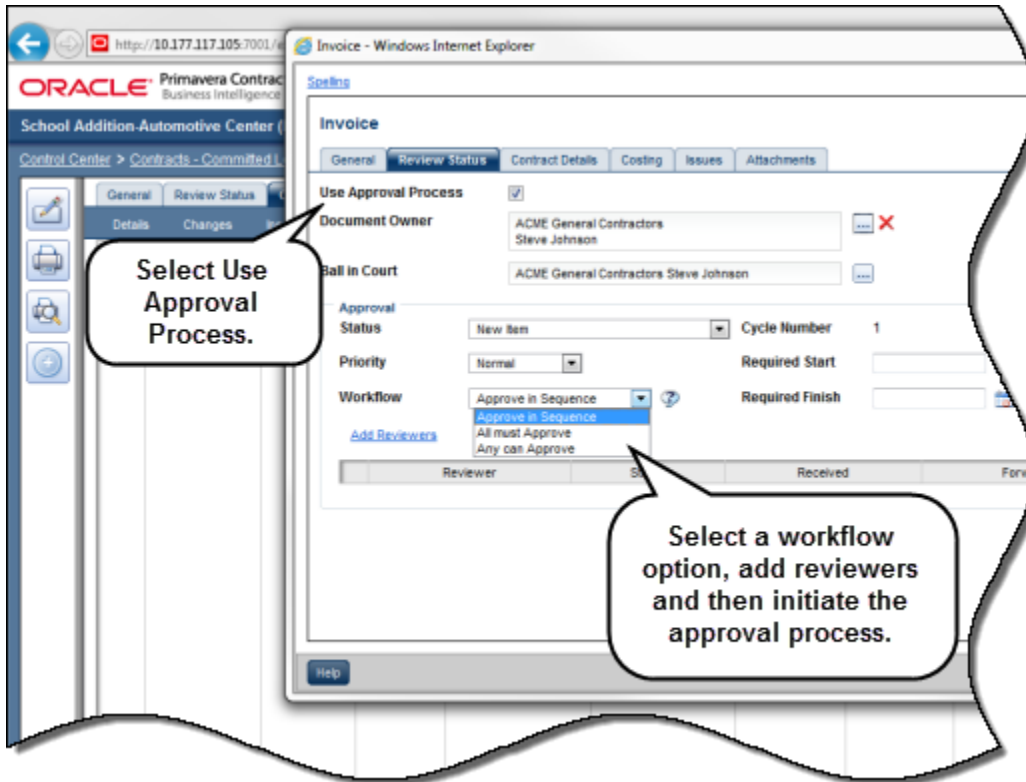 http://10.177.117.105:7001/
Invoice - Windows Internet Explorer
ORACLE Primavera Contrac
Business Intelligence
Spelling
School Addition-Automotive Center (
Invoice
Control Center > Contracts - Committed
General Review Status Contract Details Costing Issues Attachments
General Review Status
Details Changes
Use Approval Process
Document Owner
ACME General Contractors
Steve Johnson
Ball in Court
ACME General Contractors Steve Johnson
Select Use
Approval
Process.
Approval
Status New Item Cycle Number 1
Priority Normal Required Start
Workflow Approve in Sequence Required Finish
Approve in Sequence
All must Approve
Any can Approve
Add Reviewers
Reviewer Received Forw
Select a workflow
option, add reviewers
and then initiate the
approval process.
Help